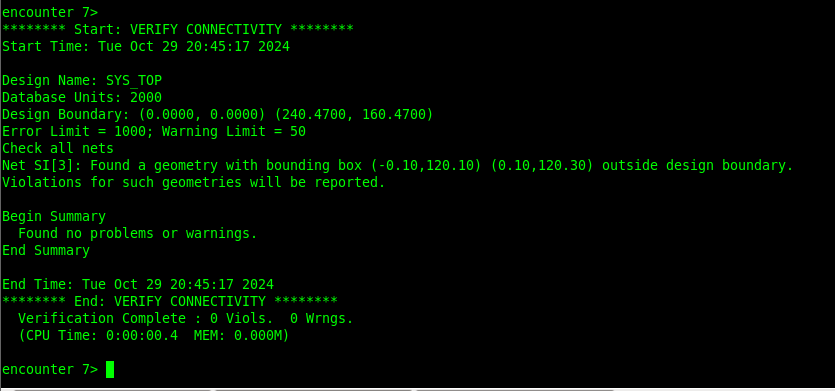 encounter 7>
******** Start: VERIFY CONNECTIVITY ********
Start Time: Tue Oct 29 20:45:17 2024
Design Name: SYS_TOP
Database Units: 2000
Design Boundary: (0.0000, 0.0000) (240.4700, 160.4700)
Error Limit = 1000; Warning Limit = 50
Check all nets
Net SI[3]: Found a geometry with bounding box (-0.10,120.10) (0.10,120.30) outside design boundary.
Violations for such geometries will be reported.
Begin Summary
  Found no problems or warnings.
End Summary
End Time: Tue Oct 29 20:45:17 2024
******** End: VERIFY CONNECTIVITY ********
  Verification Complete : 0 Viols.  0 Wrngs.
  (CPU Time: 0:00:00.4  MEM: 0.000M)
encounter 7>